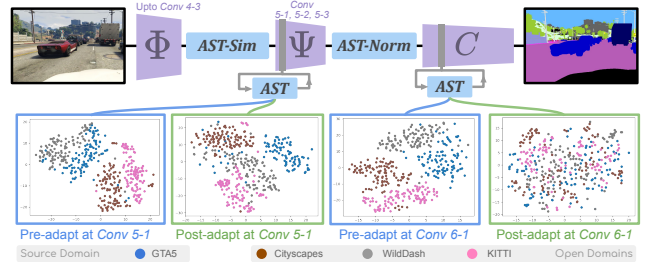 Upto Conv 4-3
Conv
5-1, 5-2, 5-3
Φ
AST-Sim
Ψ
AST-Norm
C
AST
AST
Pre-adapt at Conv 5-1
Post-adapt at Conv 5-1
Pre-adapt at Conv 6-1
Post-adapt at Conv 6-1
Source Domain
GTA5
Cityscapes
WildDash
KITTI
Open Domains